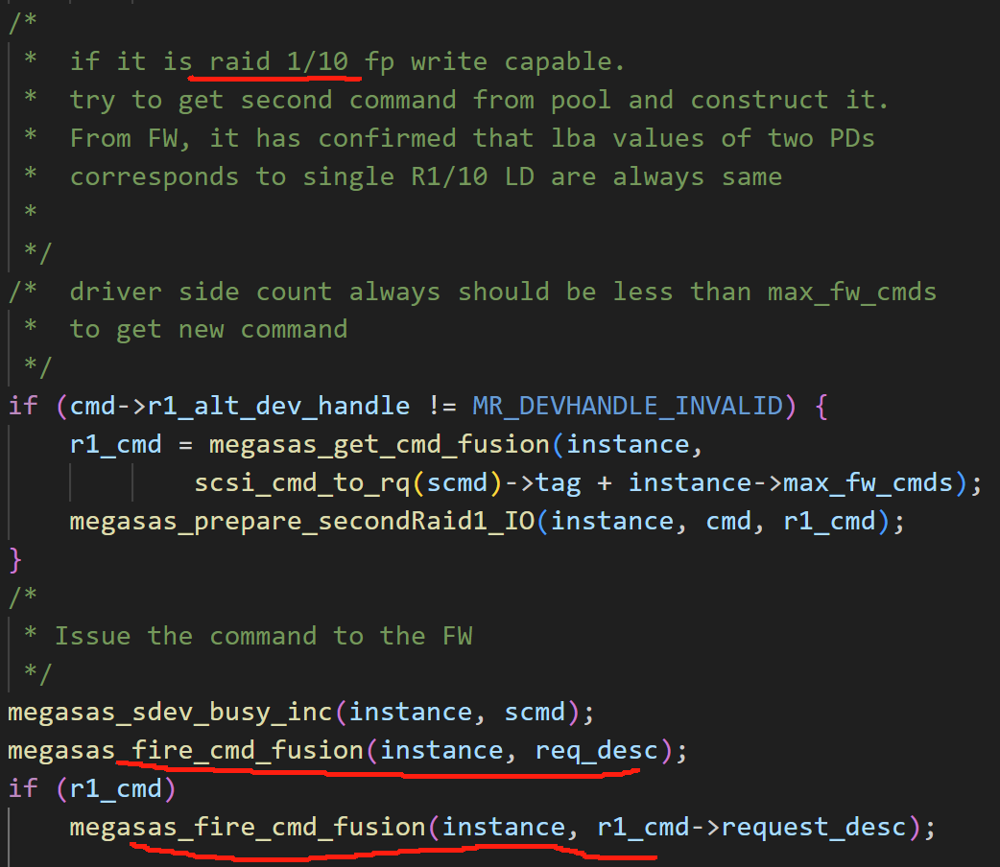 /*
 *  if it is raid 1/10 fp write capable.
 *  try to get second command from pool and construct it.
 *  From FW, it has confirmed that lba values of two PDs
 *  corresponds to single R1/10 LD are always same
 *
 */
/*  driver side count always should be less than max_fw_cmds
 *  to get new command
 */
if (cmd->r1_alt_dev_handle != MR_DEVHANDLE_INVALID) {
    r1_cmd = megasas_get_cmd_fusion(instance,
            scsi_cmd_to_rq(scmd)->tag + instance->max_fw_cmds);
    megasas_prepare_secondRaid1_IO(instance, cmd, r1_cmd);
}
/*
 * Issue the command to the FW
 */
megasas_sdev_busy_inc(instance, scmd);
megasas_fire_cmd_fusion(instance, req_desc);
if (r1_cmd)
    megasas_fire_cmd_fusion(instance, r1_cmd->request_desc);